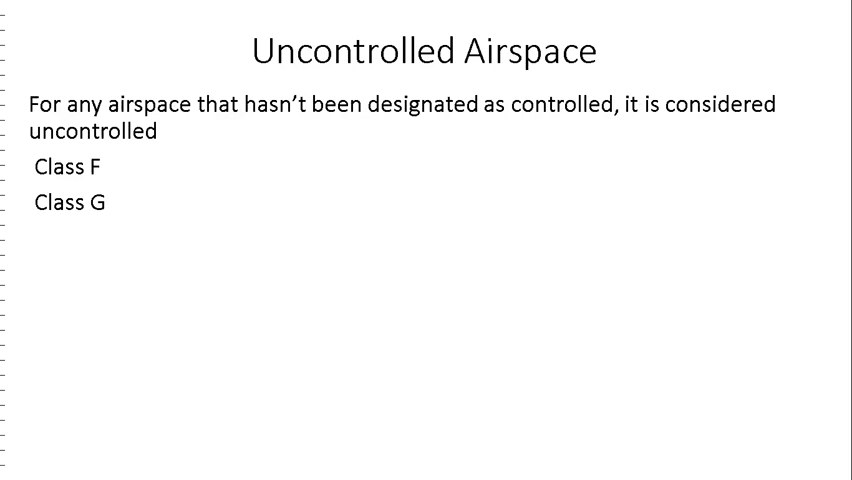 Uncontrolled Airspace
For any airspace that hasn’t been designated as controlled, it is considered
uncontrolled
Class F
Class G